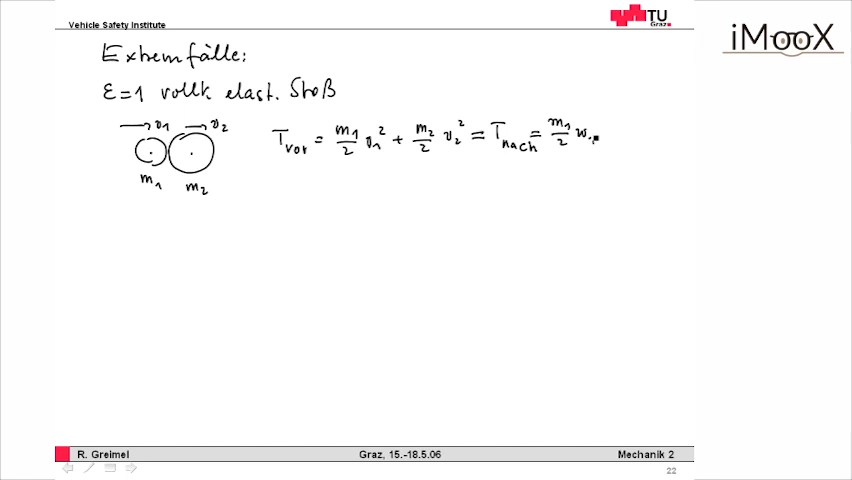 Vehicle Safety Institute
TU
Graz
iMooX
Extremfälle:
ε=1 vollk. elast. Stoß
v₁ v₂
T_vor = m₁/2 v₁² + m₂/2 v₂² = T_nach = m₁/2 w
m₁ m₂
R. Greimel Graz, 15.-18.5.06 Mechanik 2
22